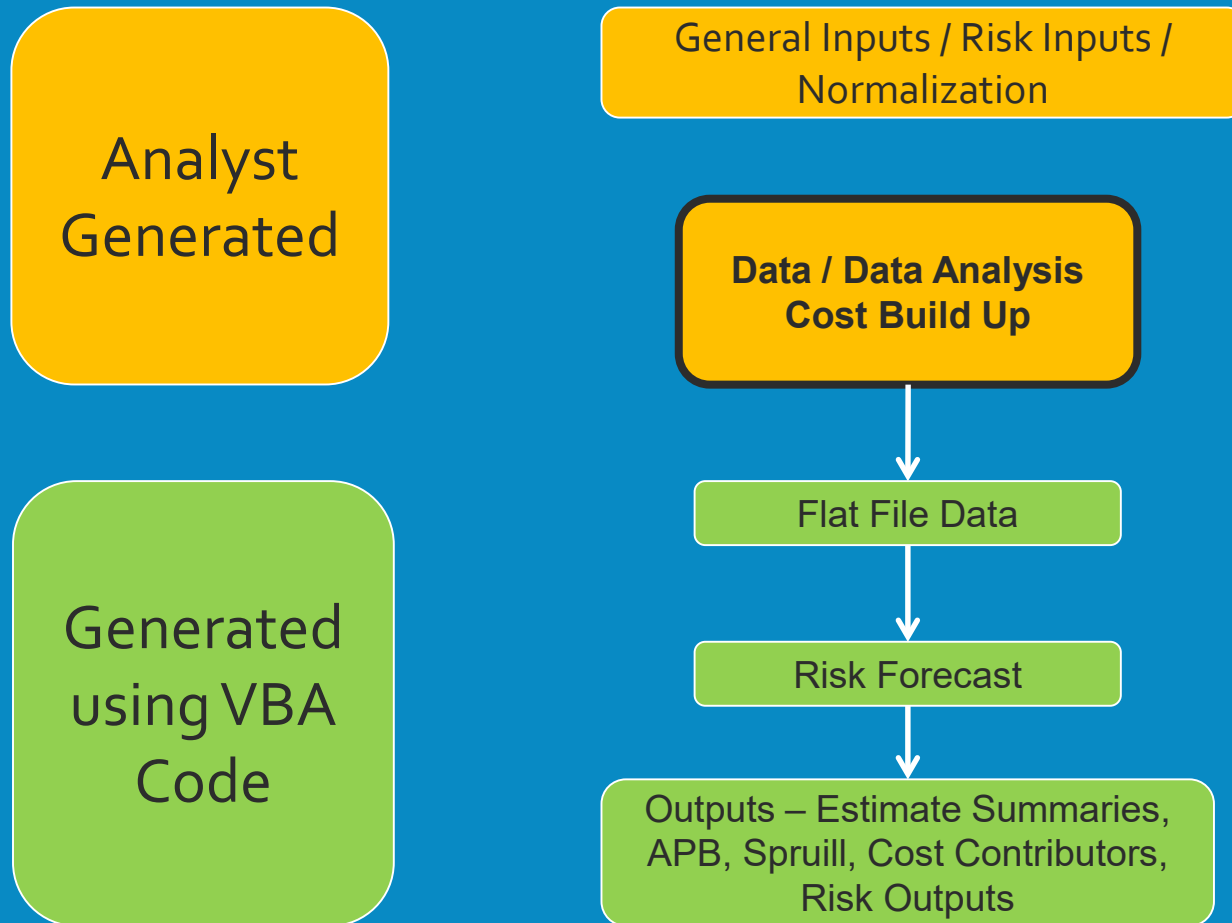 Analyst
Generated
General Inputs / Risk Inputs /
Normalization
Data / Data Analysis
Cost Build Up
Generated
using VBA
Code
Flat File Data
Risk Forecast
Outputs – Estimate Summaries,
APB, Spruill, Cost Contributors,
Risk Outputs